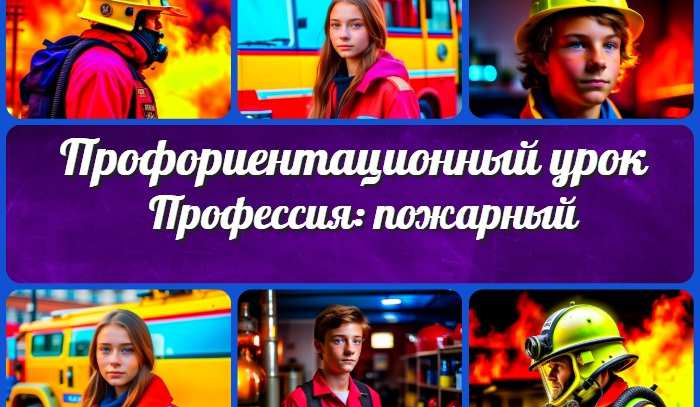 Профориентационный урок
Профессия: пожарный